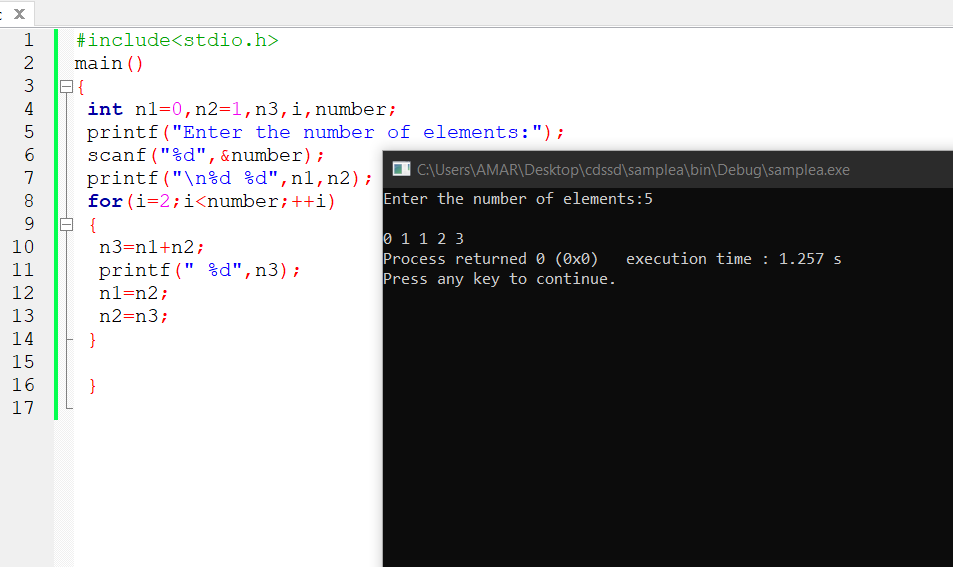 1 #include<stdio.h>
2 main()
3 {
4 int n1=0,n2=1,n3,i,number;
5 printf("Enter the number of elements:");
6 scanf("%d",&number);
7 printf("\n%d %d",n1,n2);
8 for(i=2;i<number;++i)
9 {
10 n3=n1+n2;
11 printf(" %d",n3);
12 n1=n2;
13 n2=n3;
14 }
15
16 }
17
C:\Users\AMAR\Desktop\cdssd\samplea\bin\Debug\samplea.exe
Enter the number of elements:5
0 1 1 2 3
Process returned 0 (0x0) execution time : 1.257 s
Press any key to continue.